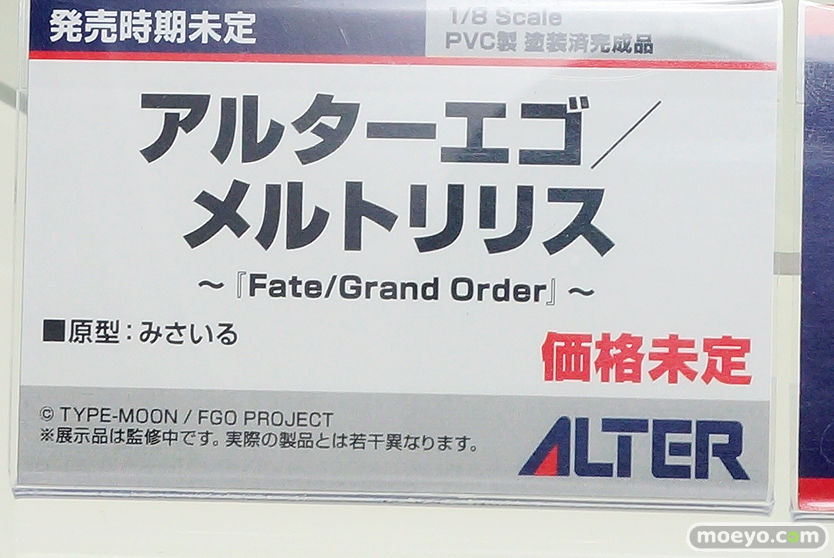 発売時期未定
1/8 Scale
PVC製 塗装済完成品
アルターエゴ／
メルトリリス
～『Fate/Grand Order』～
■原型：みさいる
価格未定
© TYPE-MOON / FGO PROJECT
※展示品は監修中です。実際の製品とは若干異なります。
ALTER
moeyo.com